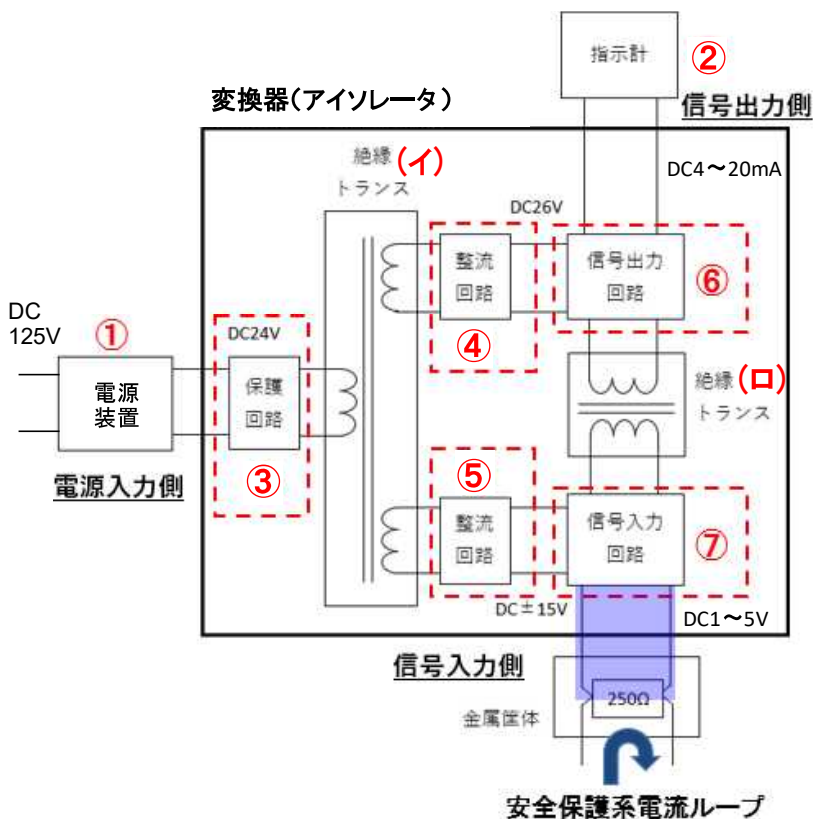 指示計
②
信号出力側
変換器(アイソレータ)
絶縁(イ)
トランス
DC4～20mA
DC26V
整流
回路
④
信号出力
回路
⑥
DC
125V
①
電源
装置
電源入力側
DC24V
保護
回路
③
絶縁(ロ)
トランス
⑤
整流
回路
信号入力
回路
⑦
DC±15V
DC1～5V
信号入力側
250Ω
金属筐体
安全保護系電流ループ